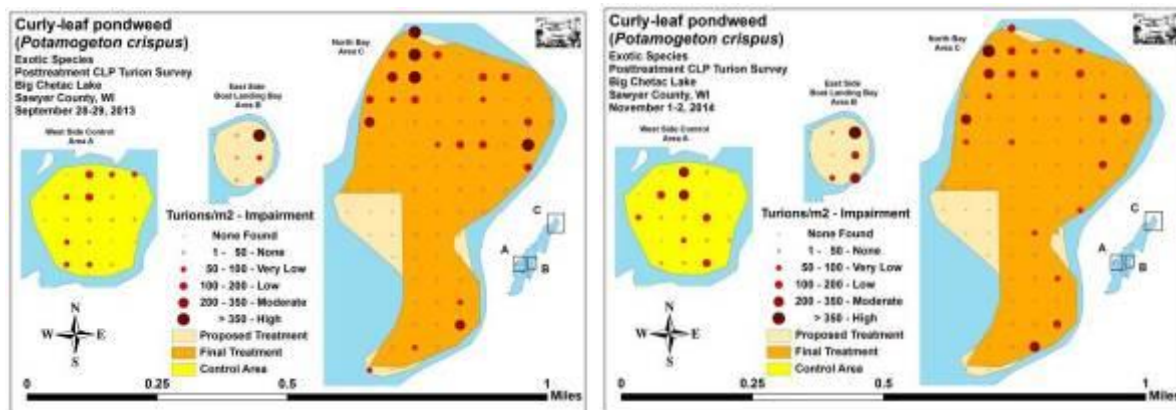 Curly-leaf pondweed
(Potamogeton crispus)
Exotic Species
Posttreatment CLP Turion Survey
Big Chetac Lake
Sawyer County, WI
September 28-29, 2013
West Side Control
Area A
East Side
Boat Landing Bay
Area B
North Bay
Area C
Turions/m2 - Impairment
None Found
1 - 50 - None
50 - 100 - Very Low
100 - 200 - Low
200 - 350 - Moderate
> 350 - High
Proposed Treatment
Final Treatment
Control Area
N
W E
S
C
A
B
0 0.25 0.5 1
Miles
Curly-leaf pondweed
(Potamogeton crispus)
Exotic Species
Posttreatment CLP Turion Survey
Big Chetac Lake
Sawyer County, WI
November 1-2, 2014
West Side Control
Area A
East Side
Boat Landing Bay
Area B
North Bay
Area C
Turions/m2 - Impairment
None Found
1 - 50 - None
50 - 100 - Very Low
100 - 200 - Low
200 - 350 - Moderate
> 350 - High
Proposed Treatment
Final Treatment
Control Area
N
W E
S
C
A
B
0 0.25 0.5 1
Miles